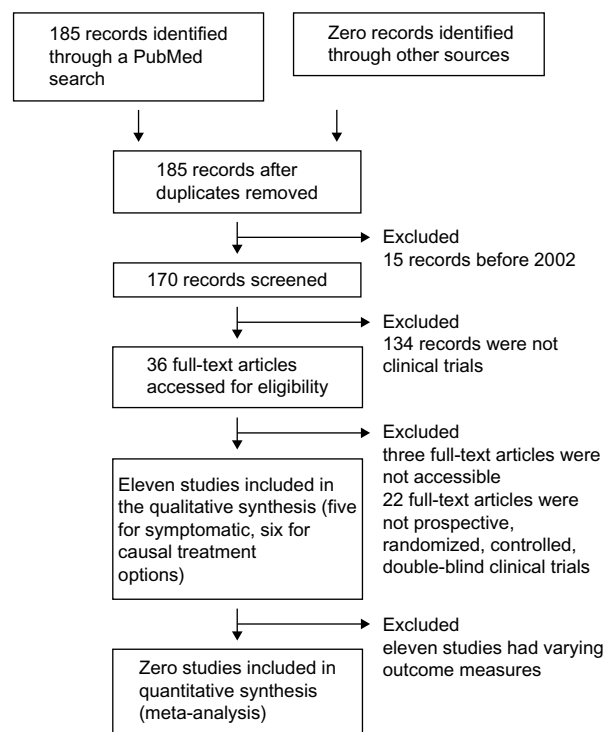 185 records identified
through a PubMed
search
Zero records identified
through other sources
185 records after
duplicates removed
Excluded
15 records before 2002
170 records screened
Excluded
134 records were not
clinical trials
36 full-text articles
accessed for eligibility
Excluded
three full-text articles were
not accessible
22 full-text articles were
not prospective,
randomized, controlled,
double-blind clinical trials
Eleven studies included in
the qualitative synthesis (five
for symptomatic, six for
causal treatment
options)
Excluded
eleven studies had varying
outcome measures
Zero studies included in
quantitative synthesis
(meta-analysis)